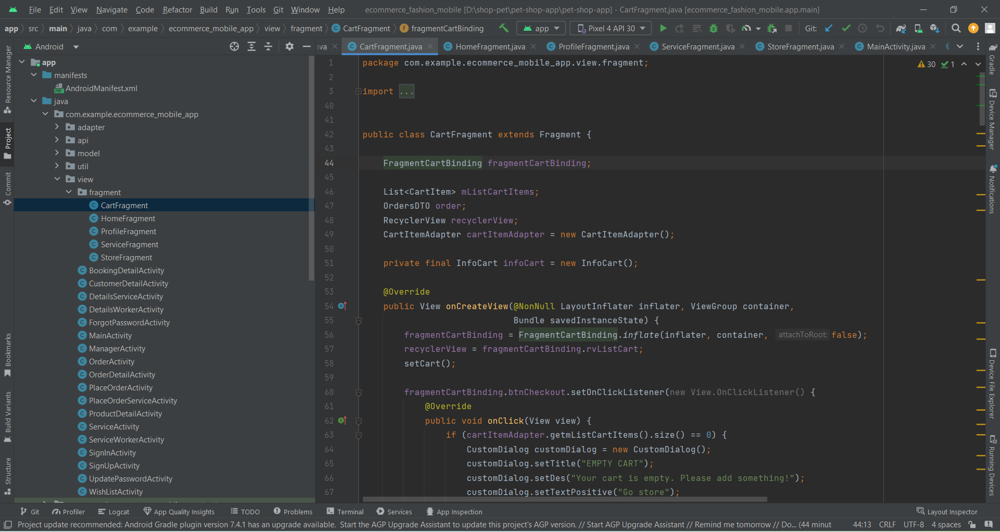 File Edit View Navigate Code Refactor Build Run Tools Git Window Help ecommerce_fashion_mobile [D:\shop-pet\pet-shop-app\pet-shop-app] - CartFragment.java [ecommerce_fashion_mobile.app.main]
app src main java com example ecommerce_mobile_app view fragment CartFragment fragmentCartBinding app Pixel 4 API 30 Git:
Android
ava CartFragment.java HomeFragment.java ProfileFragment.java ServiceFragment.java StoreFragment.java MainActivity.java
Resource Manager
Project
Commit
Bookmarks
Build Variants
Structure
app
manifests
AndroidManifest.xml
java
com.example.ecommerce_mobile_app
adapter
api
model
util
view
fragment
CartFragment
HomeFragment
ProfileFragment
ServiceFragment
StoreFragment
BookingDetailActivity
CustomerDetailActivity
DetailsServiceActivity
DetailsWorkerActivity
ForgotPasswordActivity
MainActivity
ManagerActivity
OrderActivity
OrderDetailActivity
PlaceOrderActivity
PlaceOrderServiceActivity
ProductDetailActivity
ServiceActivity
ServiceWorkerActivity
SignInActivity
SignUpActivity
UpdatePasswordActivity
WishListActivity
30 1
1 package com.example.ecommerce_mobile_app.view.fragment;
2
3 import ...
40
41
42 public class CartFragment extends Fragment {
43
44 FragmentCartBinding fragmentCartBinding;
45
46 List<CartItem> mListCartItems;
47 OrdersDTO order;
48 RecyclerView recyclerView;
49 CartItemAdapter cartItemAdapter = new CartItemAdapter();
50
51 private final InfoCart infoCart = new InfoCart();
52
53 @Override
54 public View onCreateView(@NonNull LayoutInflater inflater, ViewGroup container,
55 Bundle savedInstanceState) {
56 fragmentCartBinding = FragmentCartBinding.inflate(inflater, container, attachToRoot: false);
57 recyclerView = fragmentCartBinding.rvListCart;
58 setCart();
59
60 fragmentCartBinding.btnCheckout.setOnClickListener(new View.OnClickListener() {
61 @Override
62 public void onClick(View view) {
63 if (cartItemAdapter.getmListCartItems().size() == 0) {
64 CustomDialog customDialog = new CustomDialog();
65 customDialog.setTitle("EMPTY CART");
66 customDialog.setDes("Your cart is empty. Please add something!");
67 customDialog.setTextPositive("Go store");
Gradle
Device Manager
Notifications
Device File Explorer
Running Devices
Git Profiler Logcat App Quality Insights TODO Problems Terminal Services App Inspection Layout Inspector
Project update recommended: Android Gradle plugin version 7.4.1 has an upgrade available. Start the AGP Upgrade Assistant to update this project's AGP version. // Start AGP Upgrade Assistant // Remind me tomorrow // Do... (44 minut 44:13 CRLF UTF-8 4 spaces